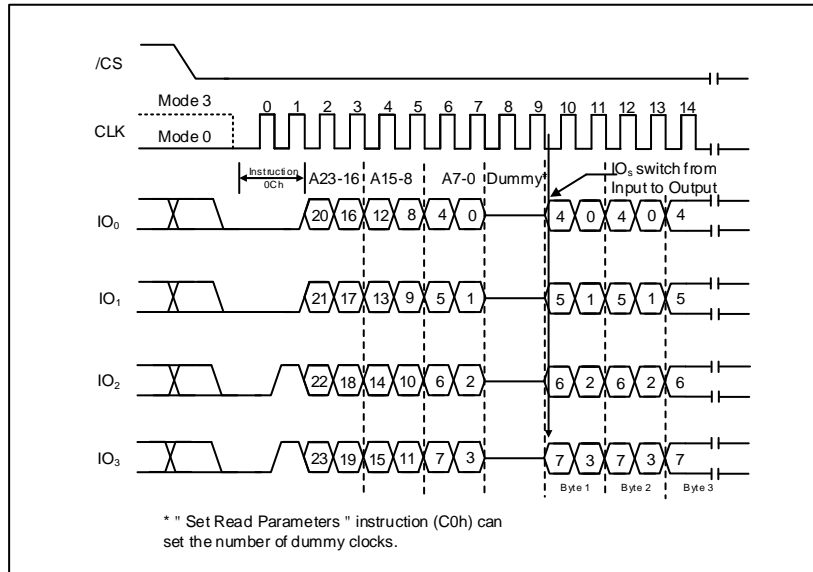 /CS
Mode 3
0 1 2 3 4 5 6 7 8 9 10 11 12 13 14
CLK
Mode 0
Instruction
0Ch
A23-16 A15-8 A7-0 Dummy*
IOs switch from
Input to Output
IO0 20 16 12 8 4 0 4 0 4 0 4
IO1 21 17 13 9 5 1 5 1 5 1 5
IO2 22 18 14 10 6 2 6 2 6 2 6
IO3 23 19 15 11 7 3 7 3 7 3 7
Byte 1 Byte 2 Byte 3
* " Set Read Parameters " instruction (C0h) can
set the number of dummy clocks.